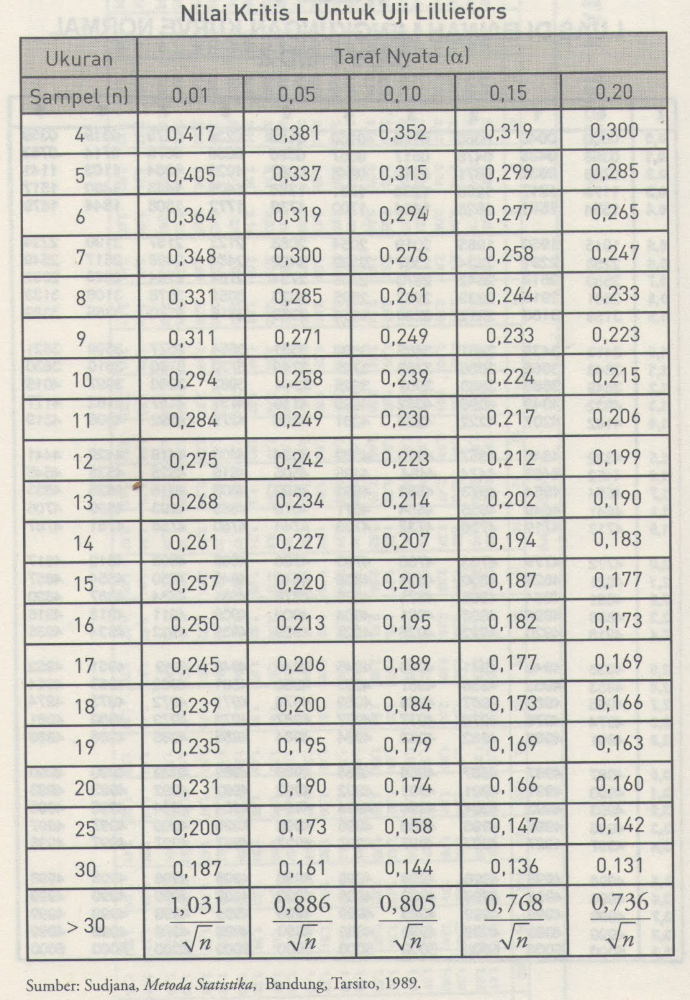 Nilai Kritis L Untuk Uji Lilliefors
Ukuran Taraf Nyata (α)
Sampel (n) 0,01 0,05 0,10 0,15 0,20
4 0,417 0,381 0,352 0,319 0,300
5 0,405 0,337 0,315 0,299 0,285
6 0,364 0,319 0,294 0,277 0,265
7 0,348 0,300 0,276 0,258 0,247
8 0,331 0,285 0,261 0,244 0,233
9 0,311 0,271 0,249 0,233 0,223
10 0,294 0,258 0,239 0,224 0,215
11 0,284 0,249 0,230 0,217 0,206
12 0,275 0,242 0,223 0,212 0,199
13 0,268 0,234 0,214 0,202 0,190
14 0,261 0,227 0,207 0,194 0,183
15 0,257 0,220 0,201 0,187 0,177
16 0,250 0,213 0,195 0,182 0,173
17 0,245 0,206 0,189 0,177 0,169
18 0,239 0,200 0,184 0,173 0,166
19 0,235 0,195 0,179 0,169 0,163
20 0,231 0,190 0,174 0,166 0,160
25 0,200 0,173 0,158 0,147 0,142
30 0,187 0,161 0,144 0,136 0,131
> 30 1,031/√n 0,886/√n 0,805/√n 0,768/√n 0,736/√n
Sumber: Sudjana, Metoda Statistika, Bandung, Tarsito, 1989.